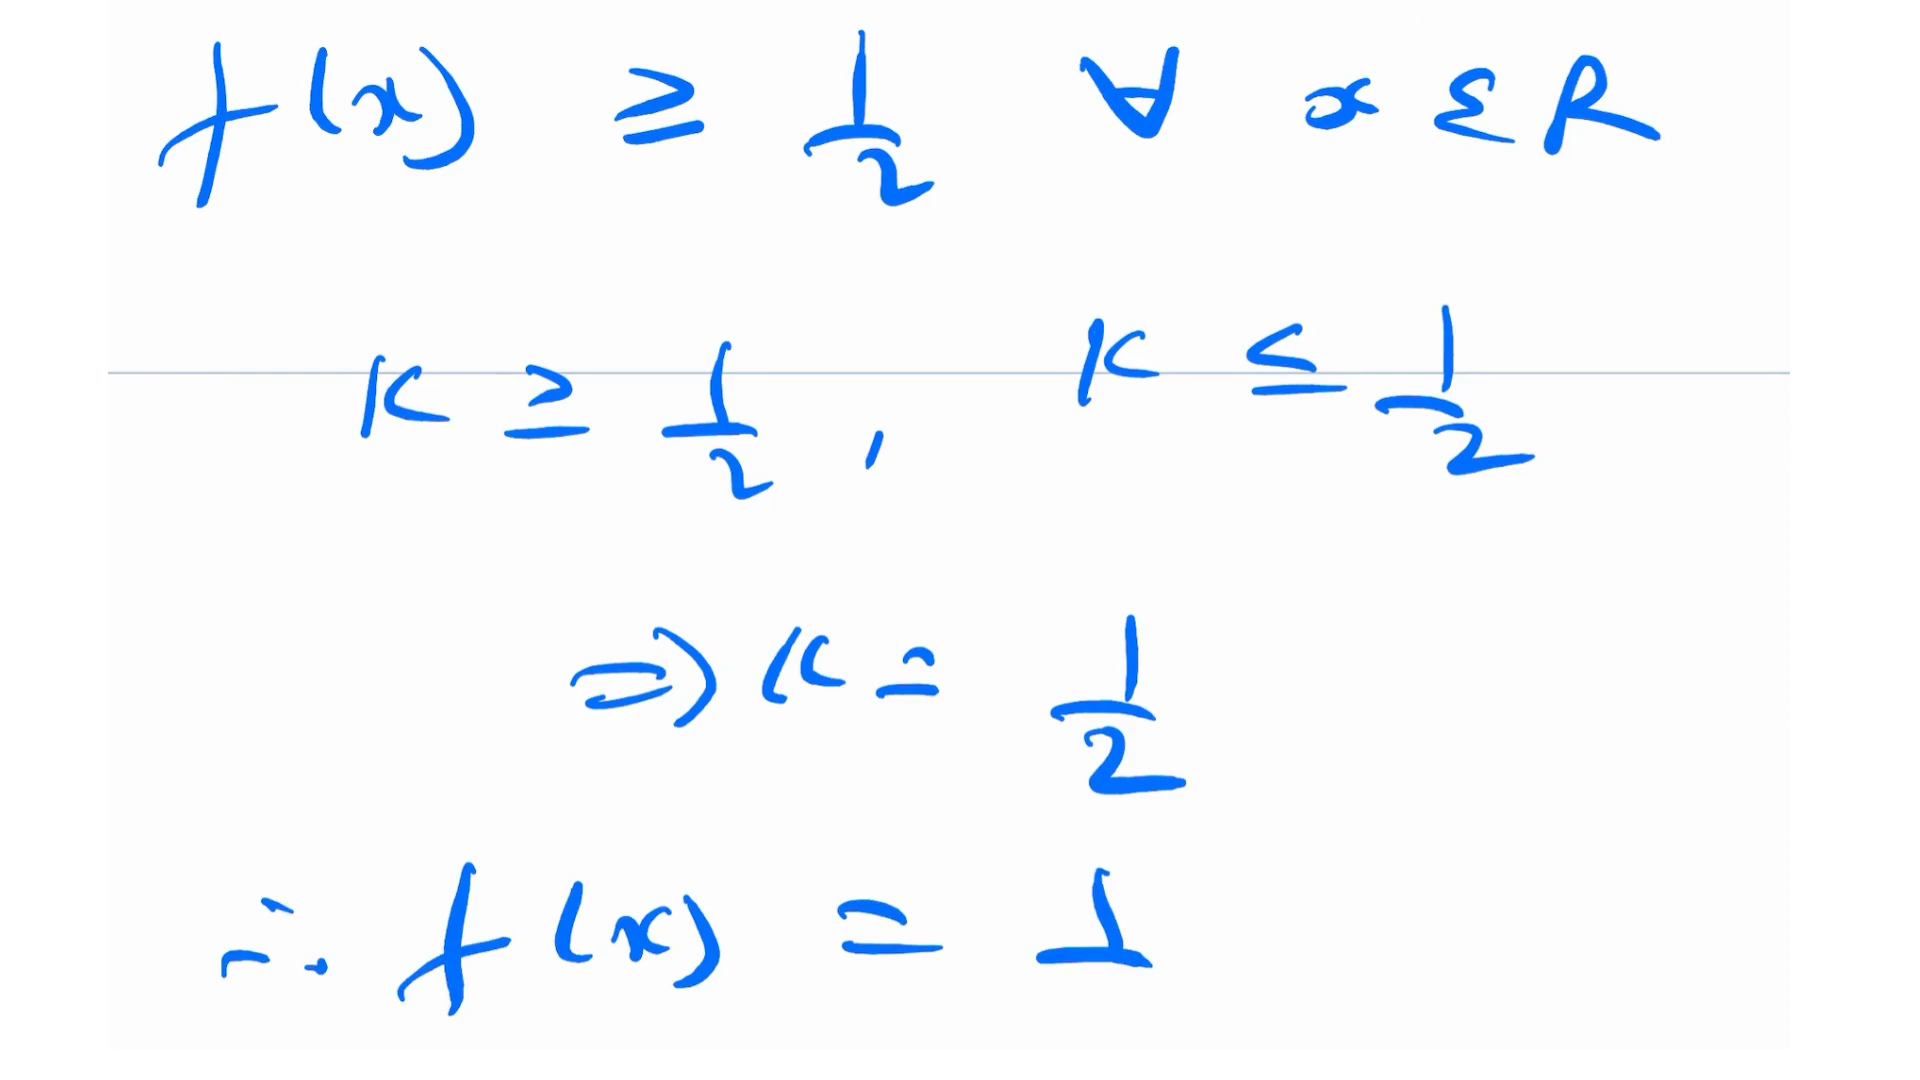 f(x) ≥ 1/2 ∀ x ε R
K ≥ 1/2 , K ≤ 1/2
⇒ K = 1/2
∴ f(x) = 1